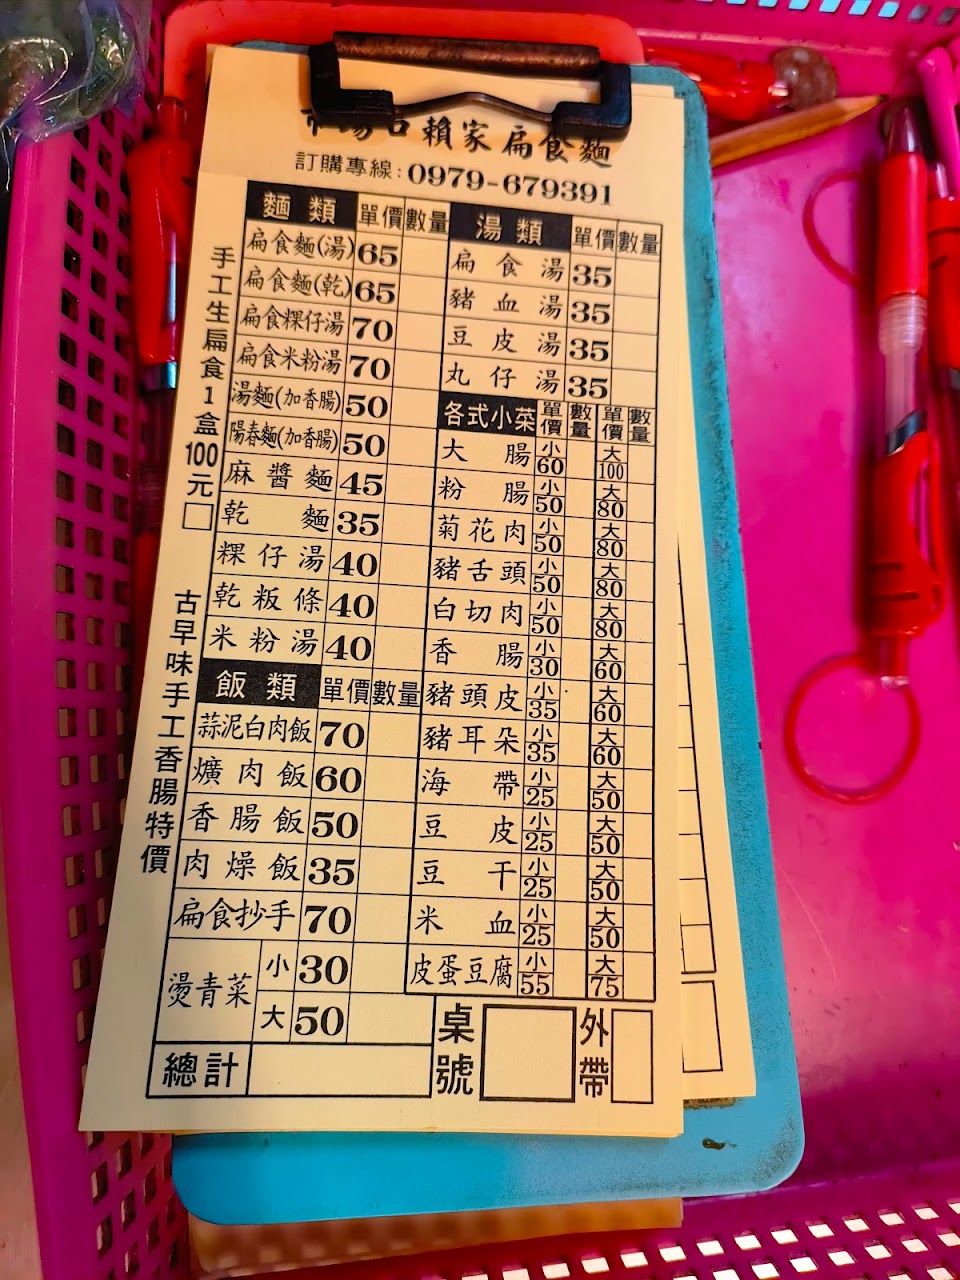 市場口賴家扁食麵
訂購專線:0979-679391
手工生扁食1盒100元□
古早味手工香腸特價
麵類 單價 數量
扁食麵(湯) 65
扁食麵(乾) 65
扁食粿仔湯 70
扁食米粉湯 70
湯麵(加香腸) 50
陽春麵(加香腸) 50
麻醬麵 45
乾麵 35
粿仔湯 40
乾粄條 40
米粉湯 40
飯類 單價 數量
蒜泥白肉飯 70
爌肉飯 60
香腸飯 50
肉燥飯 35
扁食抄手 70
燙青菜 小 30
大 50
總計
湯類 單價 數量
扁食湯 35
豬血湯 35
豆皮湯 35
丸仔湯 35
各式小菜 單價 數量 單價 數量
大腸 小60 大100
粉腸 小50 大80
菊花肉 小50 大80
豬舌頭 小50 大80
白切肉 小50 大80
香腸 小30 大60
豬頭皮 小35 大60
豬耳朵 小35 大60
海帶 小25 大50
豆皮 小25 大50
豆干 小25 大50
米血 小25 大50
皮蛋豆腐 小55 大75
桌號 外帶